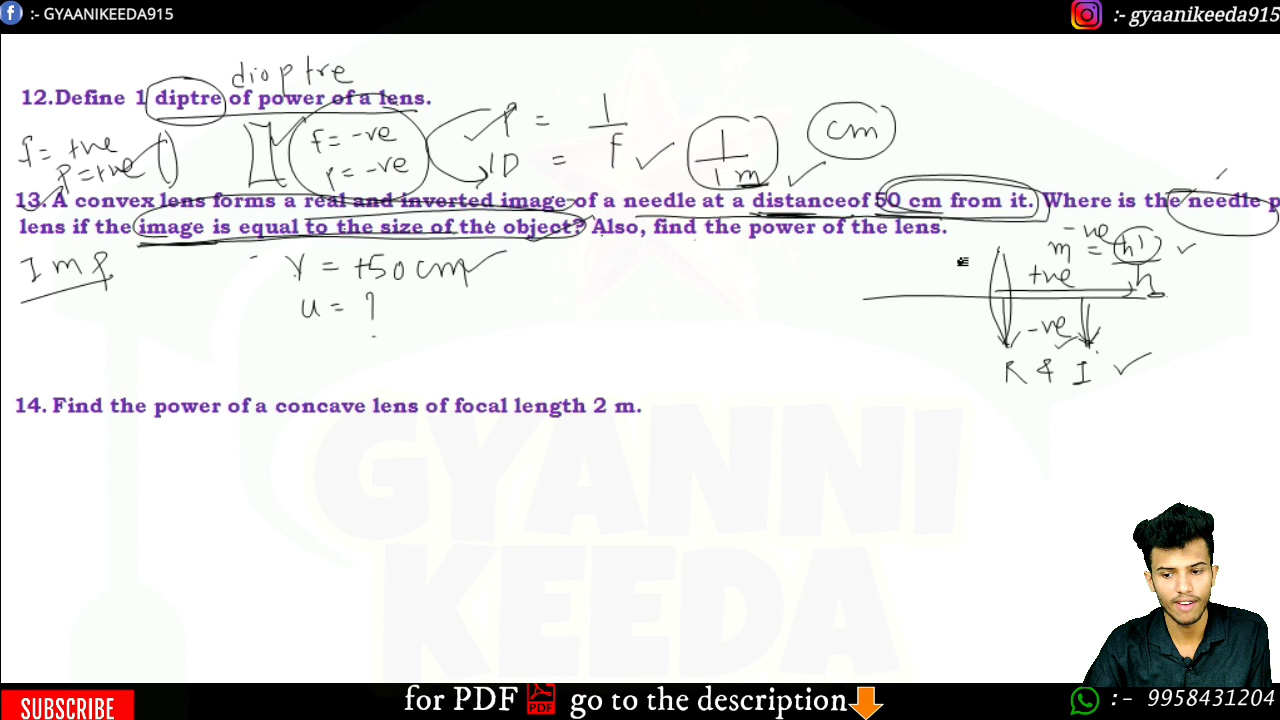 :- GYAANIKEEDA915
:- gyaanikeeda915
dioptre
12.Define 1 diptre of power of a lens.
f = +ve
P = +ve
f = -ve
P = -ve
P = 1/f
1D = 1/1m
cm
13. A convex lens forms a real and inverted image of a needle at a distanceof 50 cm from it. Where is the needle p
lens if the image is equal to the size of the object? Also, find the power of the lens.
Imp
v = +50 cm
u = ?
-ve
m = h'/h
+ve
-ve
R & I
14. Find the power of a concave lens of focal length 2 m.
GYANNI
KEEDA
SUBSCRIBE
for PDF PDF go to the description
:- 9958431204